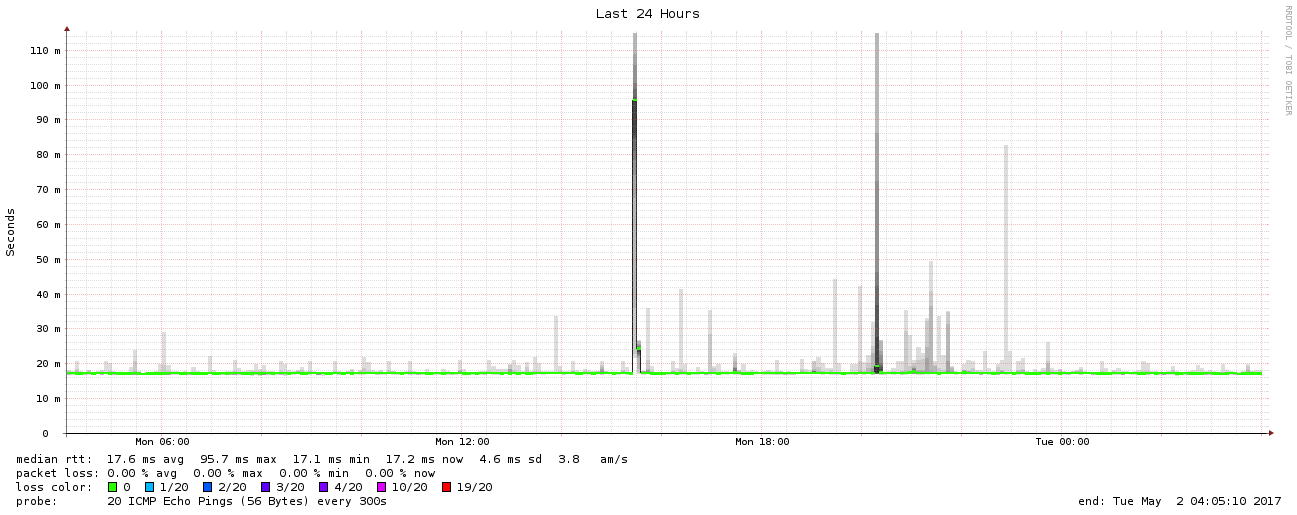 Last 24 Hours
RRDTOOL / TOBI OETIKER
Seconds
110 m
100 m
90 m
80 m
70 m
60 m
50 m
40 m
30 m
20 m
10 m
0
Mon 06:00 Mon 12:00 Mon 18:00 Tue 00:00
median rtt: 17.6 ms avg 95.7 ms max 17.1 ms min 17.2 ms now 4.6 ms sd 3.8 am/s
packet loss: 0.00 % avg 0.00 % max 0.00 % min 0.00 % now
loss color: 0 1/20 2/20 3/20 4/20 10/20 19/20
probe: 20 ICMP Echo Pings (56 Bytes) every 300s end: Tue May 2 04:05:10 2017